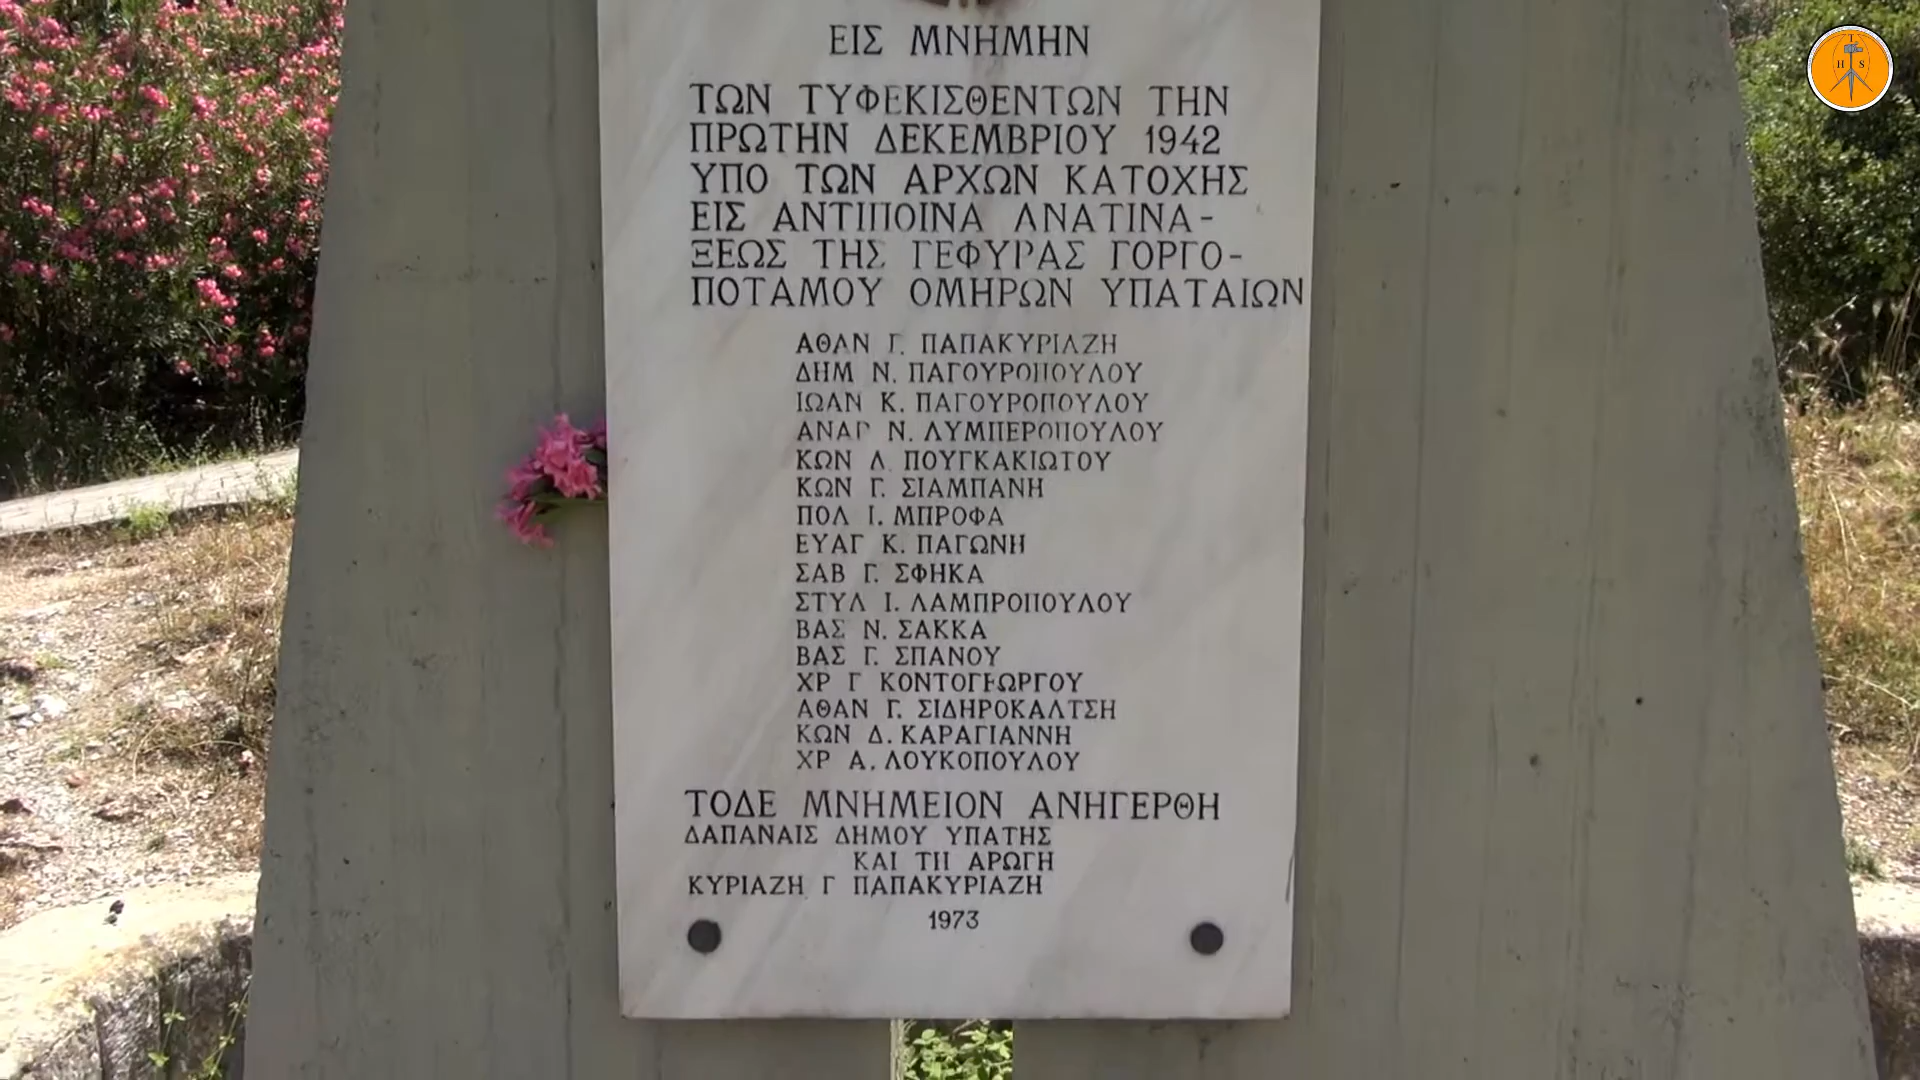 ΕΙΣ ΜΝΗΜΗΝ
ΤΩΝ ΤΥΦΕΚΙΣΘΕΝΤΩΝ ΤΗΝ
ΠΡΩΤΗΝ ΔΕΚΕΜΒΡΙΟΥ 1942
ΥΠΟ ΤΩΝ ΑΡΧΩΝ ΚΑΤΟΧΗΣ
ΕΙΣ ΑΝΤΙΠΟΙΝΑ ΑΝΑΤΙΝΑ-
ΞΕΩΣ ΤΗΣ ΓΕΦΥΡΑΣ ΓΟΡΓΟ-
ΠΟΤΑΜΟΥ ΟΜΗΡΩΝ ΥΠΑΤΑΙΩΝ
ΑΘΑΝ Γ. ΠΑΠΑΚΥΡΙΑΖΗ
ΔΗΜ Ν. ΠΑΓΟΥΡΟΠΟΥΛΟΥ
ΙΩΑΝ Κ. ΠΑΓΟΥΡΟΠΟΥΛΟΥ
ΑΝΔΡ Ν. ΛΥΜΠΕΡΟΠΟΥΛΟΥ
ΚΩΝ Λ. ΠΟΥΓΚΑΚΙΩΤΟΥ
ΚΩΝ Γ. ΣΙΑΜΠΑΝΗ
ΠΟΛ Ι. ΜΠΡΟΦΑ
ΕΥΑΓ Κ. ΠΑΓΩΝΗ
ΣΑΒ Γ. ΣΦΗΚΑ
ΣΤΥΛ Ι. ΛΑΜΠΡΟΠΟΥΛΟΥ
ΒΑΣ Ν. ΣΑΚΚΑ
ΒΑΣ Γ. ΣΠΑΝΟΥ
ΧΡ Γ ΚΟΝΤΟΓΕΩΡΓΟΥ
ΑΘΑΝ Γ. ΣΙΔΗΡΟΚΑΛΤΣΗ
ΚΩΝ Δ. ΚΑΡΑΓΙΑΝΝΗ
ΧΡ Α. ΛΟΥΚΟΠΟΥΛΟΥ
ΤΟΔΕ ΜΝΗΜΕΙΟΝ ΑΝΗΓΕΡΘΗ
ΔΑΠΑΝΑΙΣ ΔΗΜΟΥ ΥΠΑΤΗΣ
ΚΑΙ ΤΗ ΑΡΩΓΗ
ΚΥΡΙΑΖΗ Γ ΠΑΠΑΚΥΡΙΑΖΗ
1973
T
H S